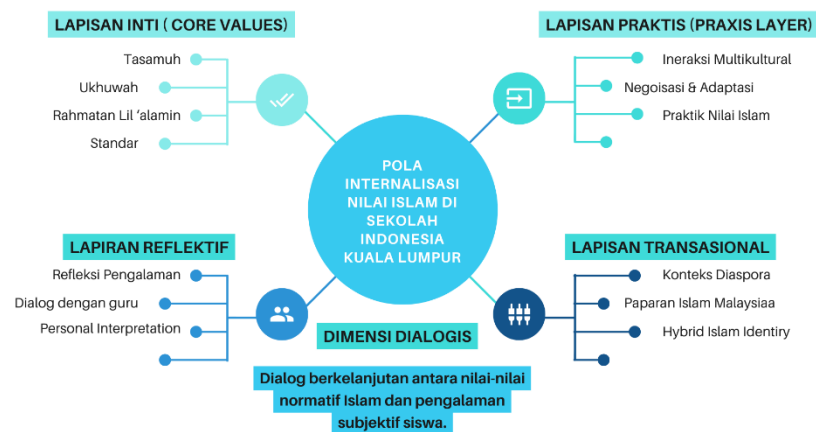 LAPISAN INTI ( CORE VALUES)
Tasamuh
Ukhuwah
Rahmatan Lil ‘alamin
Standar
LAPISAN PRAKTIS (PRAXIS LAYER)
Ineraksi Multikultural
Negoisasi & Adaptasi
Praktik Nilai Islam
POLA
INTERNALISASI
NILAI ISLAM DI
SEKOLAH
INDONESIA
KUALA LUMPUR
LAPIRAN REFLEKTIF
Refleksi Pengalaman
Dialog dengan guru
Personal Interpretation
LAPISAN TRANSASIONAL
Konteks Diaspora
Paparan Islam Malaysiaa
Hybrid Islam Identiry
DIMENSI DIALOGIS
Dialog berkelanjutan antara nilai-nilai
normatif Islam dan pengalaman
subjektif siswa.